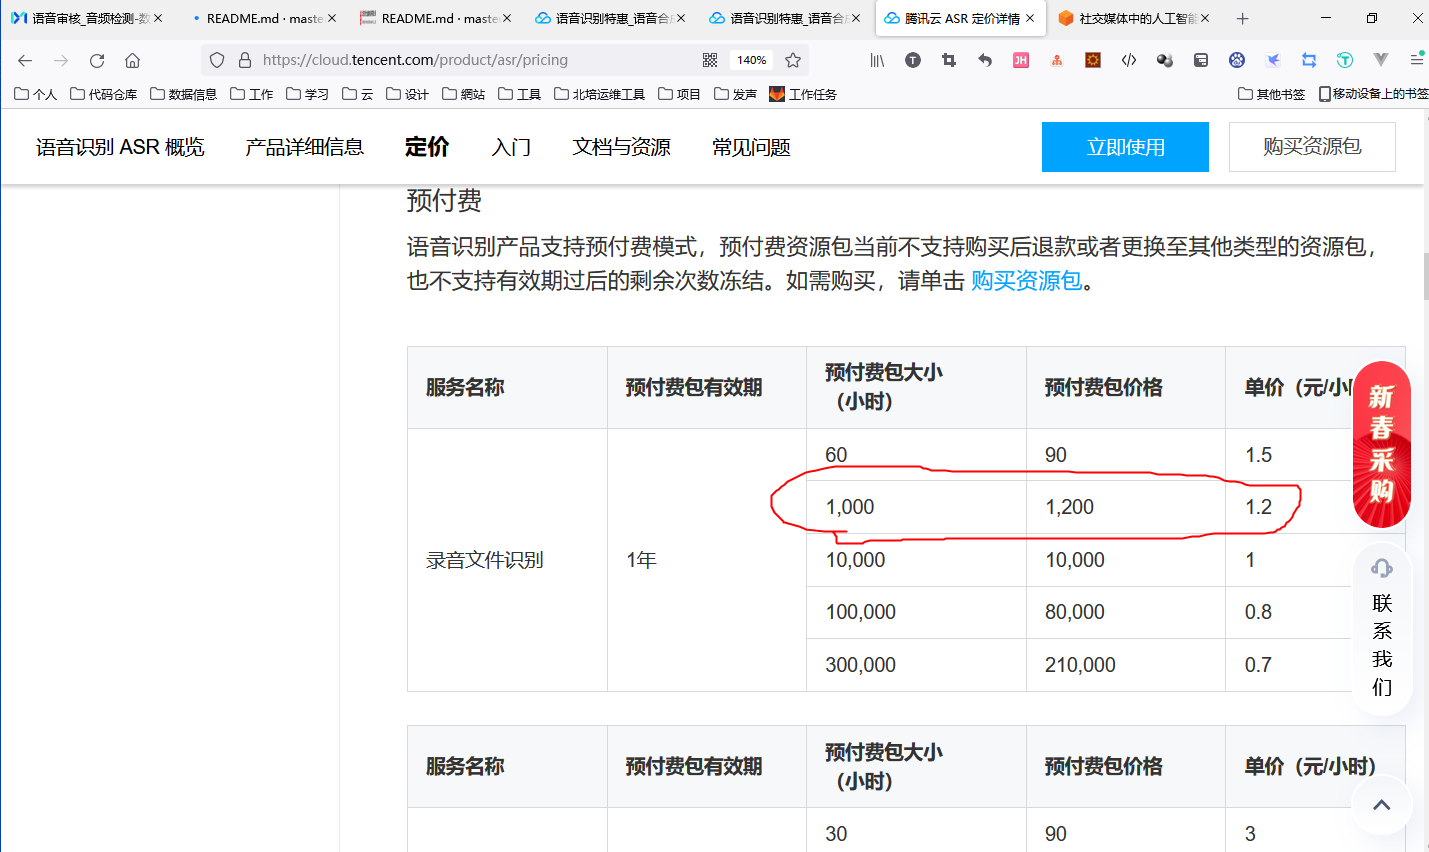 语音审核_音频检测-数
README.md · maste
README.md · maste
语音识别特惠_语音合
语音识别特惠_语音合
腾讯云 ASR 定价详情
社交媒体中的人工智能
https://cloud.tencent.com/product/asr/pricing
140%
个人
代码仓库
数据信息
工作
学习
云
设计
網站
工具
北培运维工具
项目
发声
工作任务
其他书签
移动设备上的书签
语音识别 ASR 概览
产品详细信息
定价
入门
文档与资源
常见问题
立即使用
购买资源包
预付费
语音识别产品支持预付费模式，预付费资源包当前不支持购买后退款或者更换至其他类型的资源包，
也不支持有效期过后的剩余次数冻结。如需购买，请单击 购买资源包。
服务名称
预付费包有效期
预付费包大小
（小时）
预付费包价格
单价（元/小时
录音文件识别
1年
60 90 1.5
1,000 1,200 1.2
10,000 10,000 1
100,000 80,000 0.8
300,000 210,000 0.7
新春采购
联系我们
服务名称
预付费包有效期
预付费包大小
（小时）
预付费包价格
单价（元/小时）
30 90 3